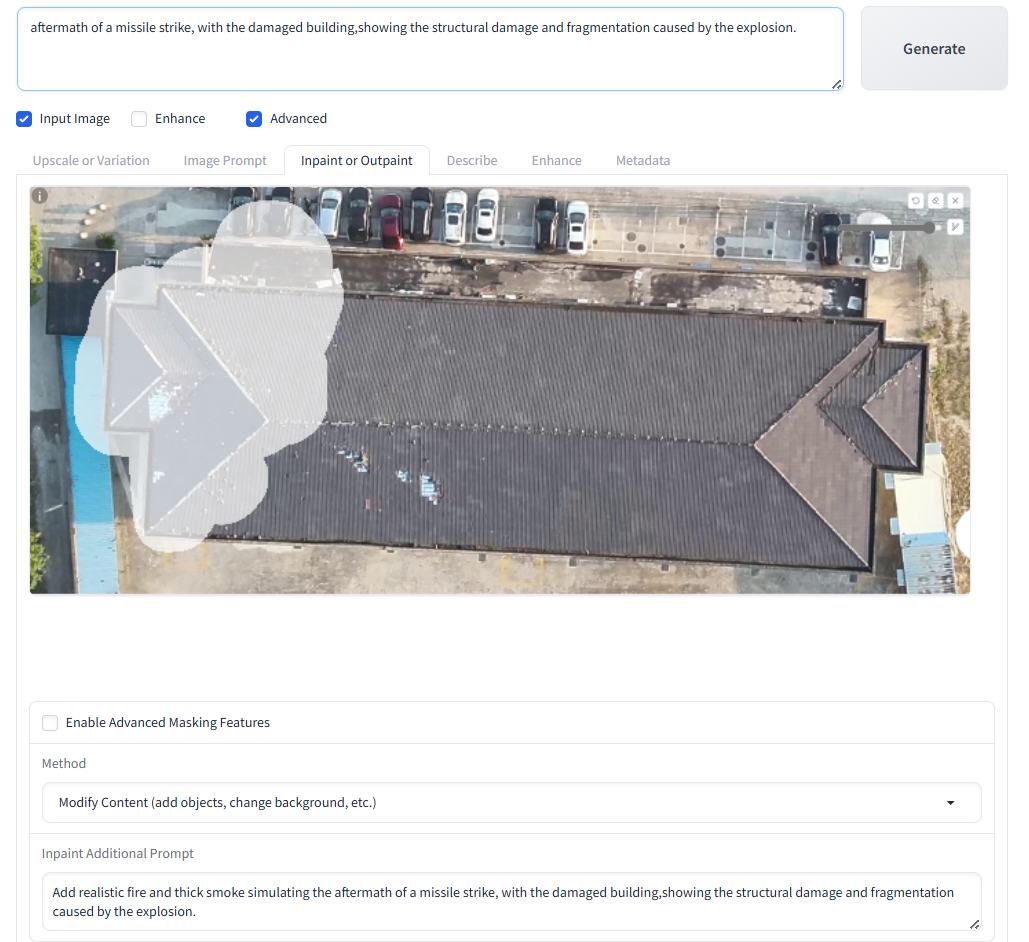 aftermath of a missile strike, with the damaged building,showing the structural damage and fragmentation caused by the explosion.
Generate
Input Image
Enhance
Advanced
Upscale or Variation
Image Prompt
Inpaint or Outpaint
Describe
Enhance
Metadata
Enable Advanced Masking Features
Method
Modify Content (add objects, change background, etc.)
Inpaint Additional Prompt
Add realistic fire and thick smoke simulating the aftermath of a missile strike, with the damaged building,showing the structural damage and fragmentation
caused by the explosion.